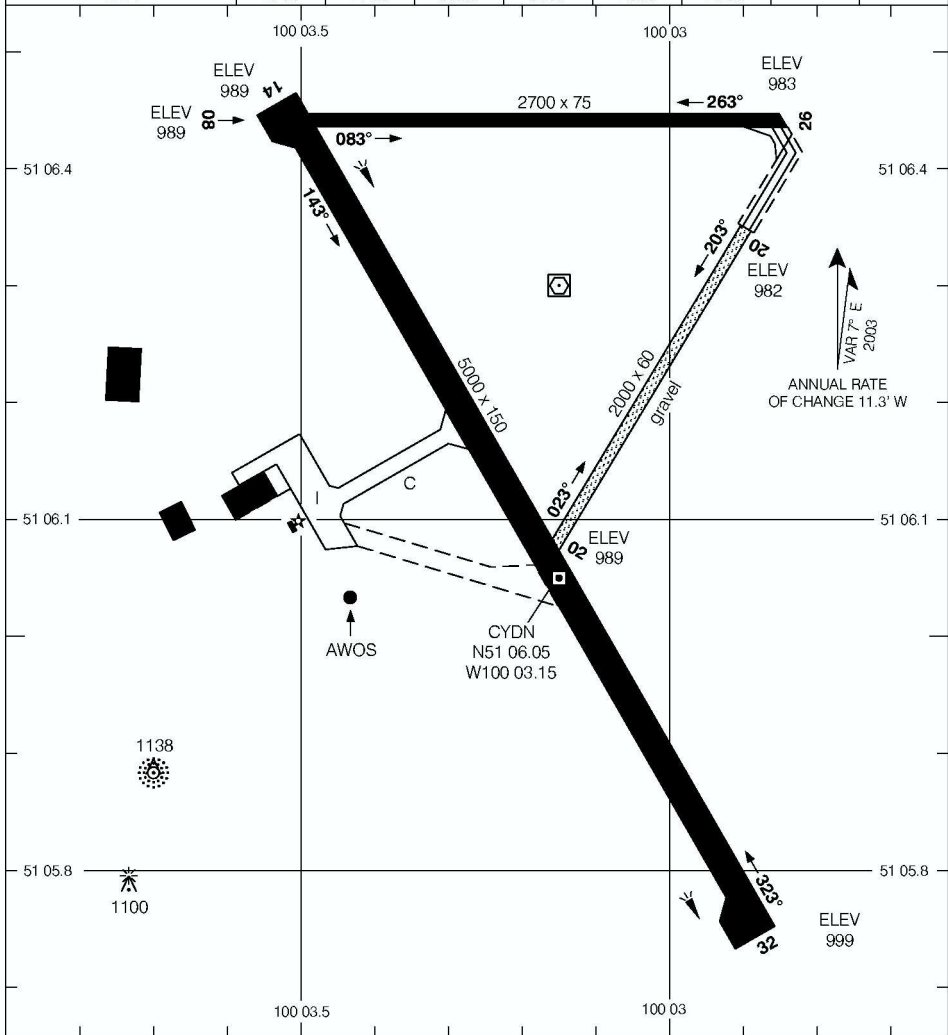 100 03.5
100 03
ELEV
989
14
ELEV
989
08
ELEV
983
2700 x 75
263°
26
083°
51 06.4
51 06.4
143°
203°
20
ELEV
982
VAR 7° E
2003
ANNUAL RATE
OF CHANGE 11.3' W
5000 x 150
2000 x 60
gravel
C
I
023°
51 06.1
51 06.1
02
ELEV
989
AWOS
CYDN
N51 06.05
W100 03.15
1138
51 05.8
51 05.8
1100
323°
32
ELEV
999
100 03.5
100 03